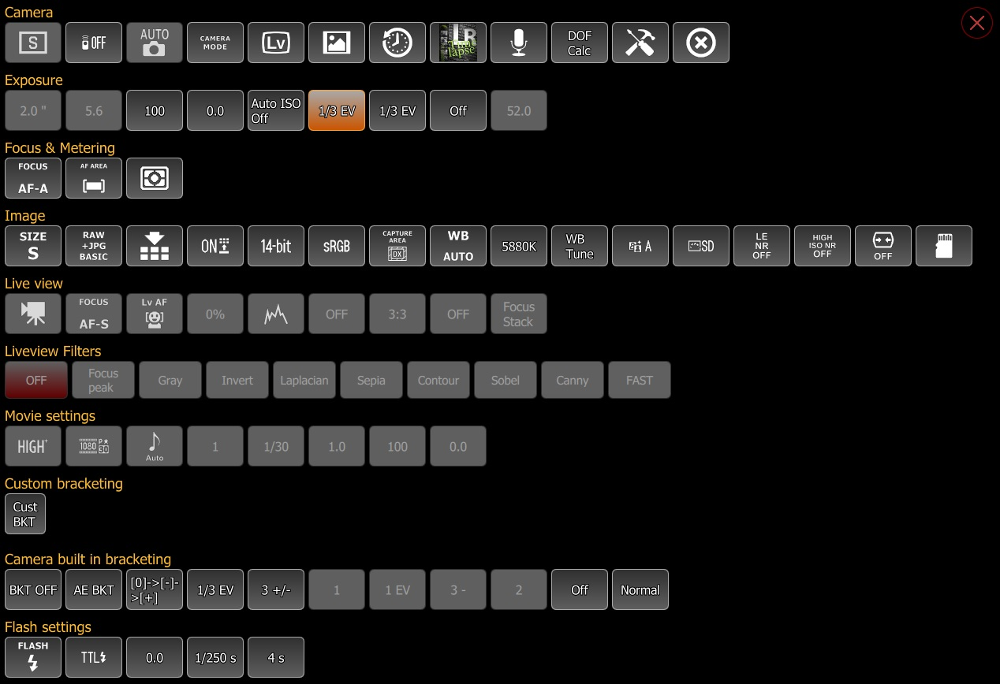 Camera
S
OFF
AUTO
CAMERA
MODE
Lv
LR
Time
lapse
DOF
Calc
Exposure
2.0 "
5.6
100
0.0
Auto ISO
Off
1/3 EV
1/3 EV
Off
52.0
Focus & Metering
FOCUS
AF-A
AF AREA
Image
SIZE
S
RAW
+JPG
BASIC
ON
14-bit
sRGB
CAPTURE
AREA
DX
WB
AUTO
5880K
WB
Tune
A
SD
LE
NR
OFF
HIGH
ISO NR
OFF
OFF
Live view
FOCUS
AF-S
Lv AF
0%
OFF
3:3
OFF
Focus
Stack
Liveview Filters
OFF
Focus
peak
Gray
Invert
Laplacian
Sepia
Contour
Sobel
Canny
FAST
Movie settings
HIGH+
1080 P★
30
Auto
1
1/30
1.0
100
0.0
Custom bracketing
Cust
BKT
Camera built in bracketing
BKT OFF
AE BKT
[0]->[-]-
>[+]
1/3 EV
3 +/-
1
1 EV
3 -
2
Off
Normal
Flash settings
FLASH
TTL
0.0
1/250 s
4 s